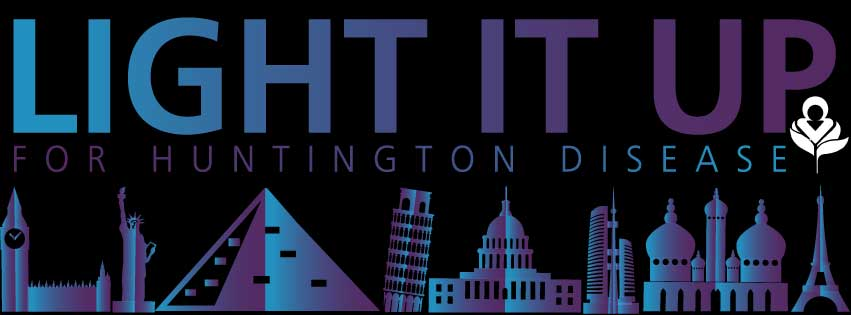 LIGHT IT UP
FOR HUNTINGTON DISEASE